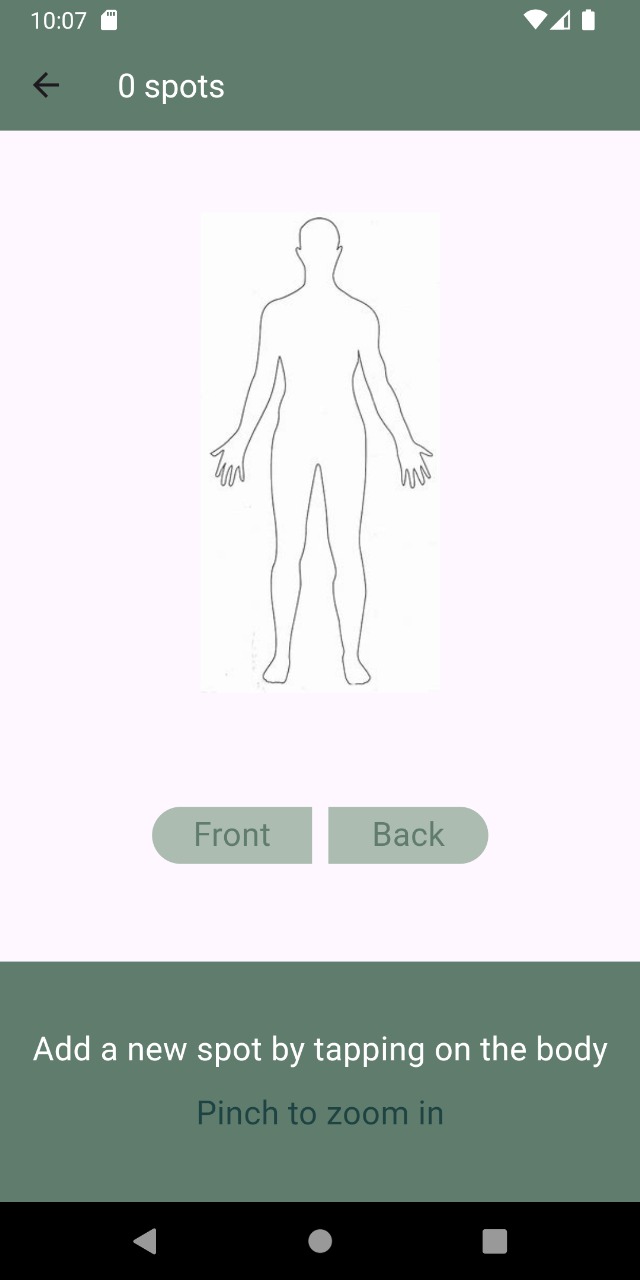 10:07
0 spots
Front
Back
Add a new spot by tapping on the body
Pinch to zoom in